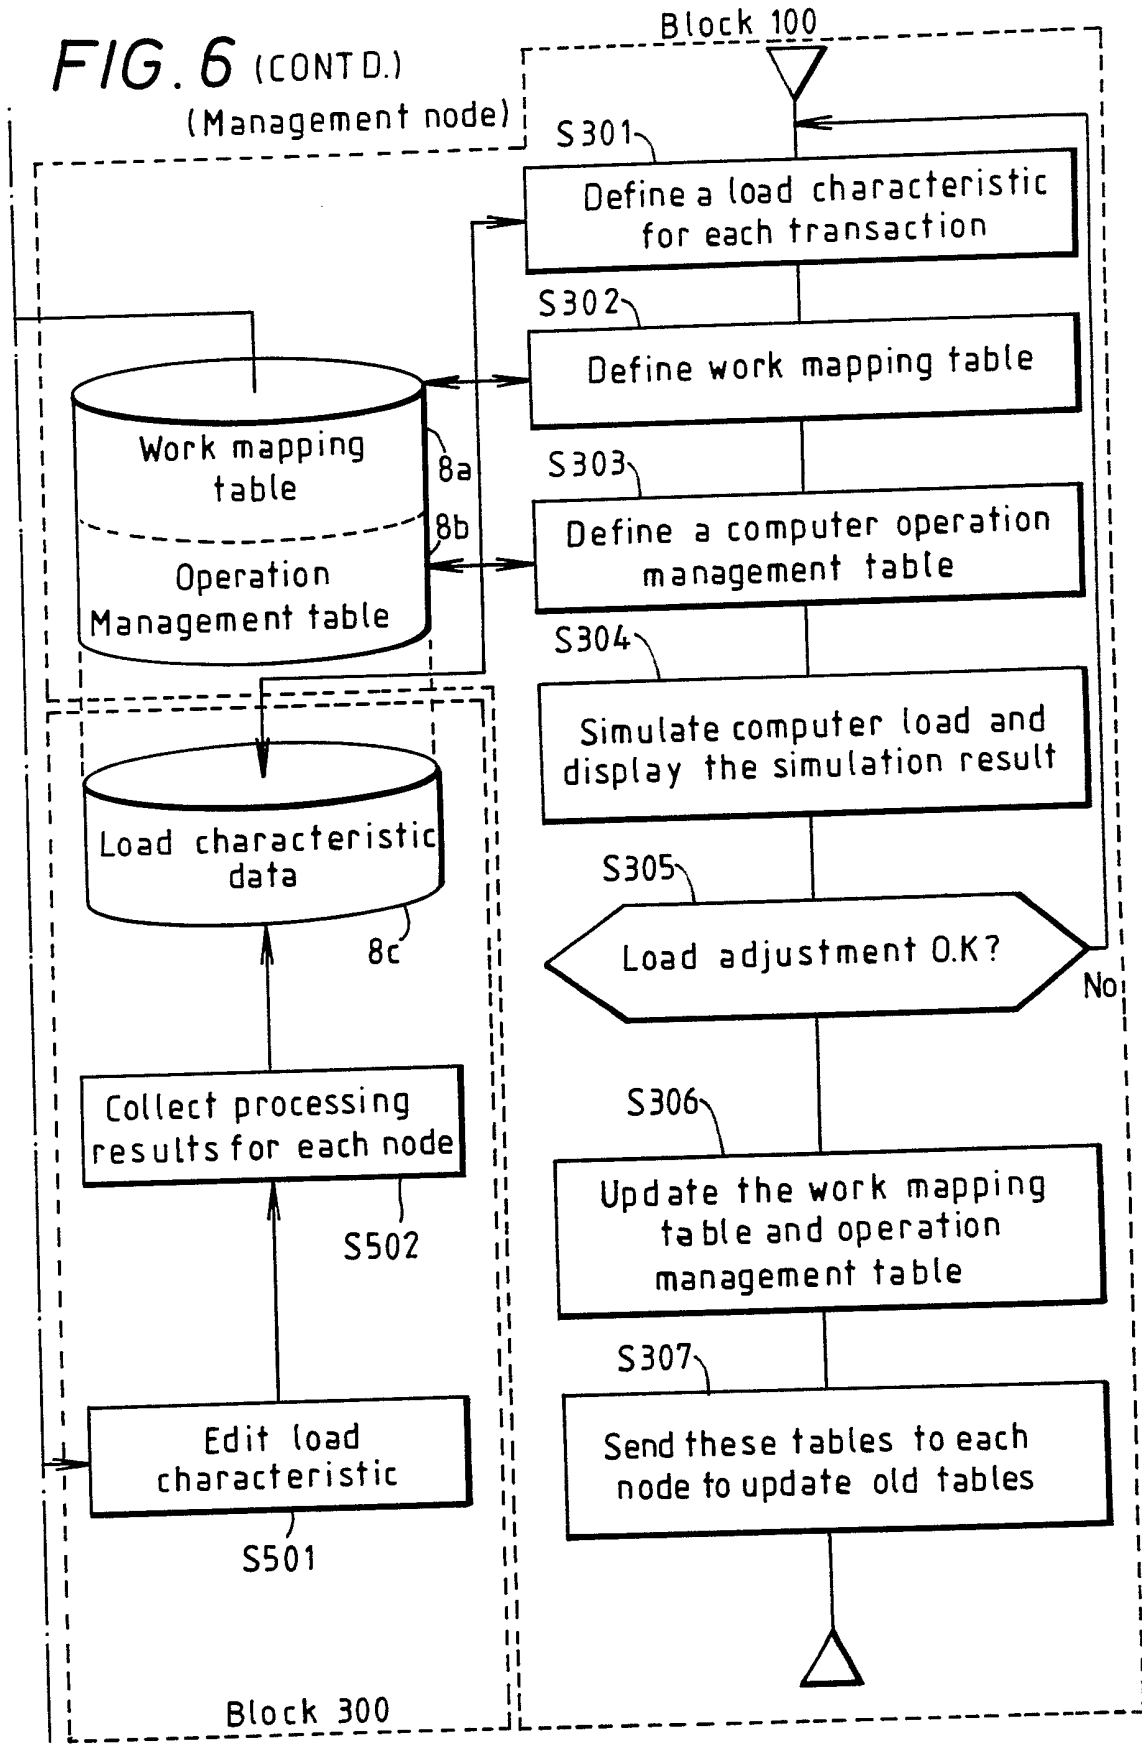 FIG. 6 (CONTD.)
(Management node)
Block 100
S301
Define a load characteristic
for each transaction
S302
Define work mapping table
Work mapping
table
8a
S303
Define a computer operation
management table
8b
Operation
Management table
S304
Simulate computer load and
display the simulation result
Load characteristic
data
8c
S305
Load adjustment O.K?
No
Collect processing
results for each node
S502
S306
Update the work mapping
table and operation
management table
S307
Send these tables to each
node to update old tables
Edit load
characteristic
S501
Block 300